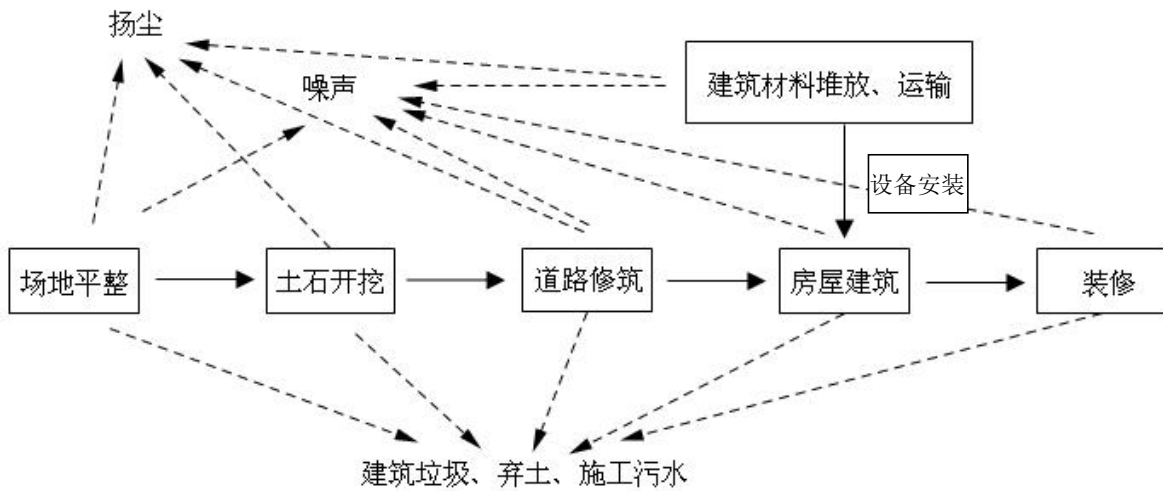 扬尘
噪声
建筑材料堆放、运输
设备安装
场地平整
土石开挖
道路修筑
房屋建筑
装修
建筑垃圾、弃土、施工污水